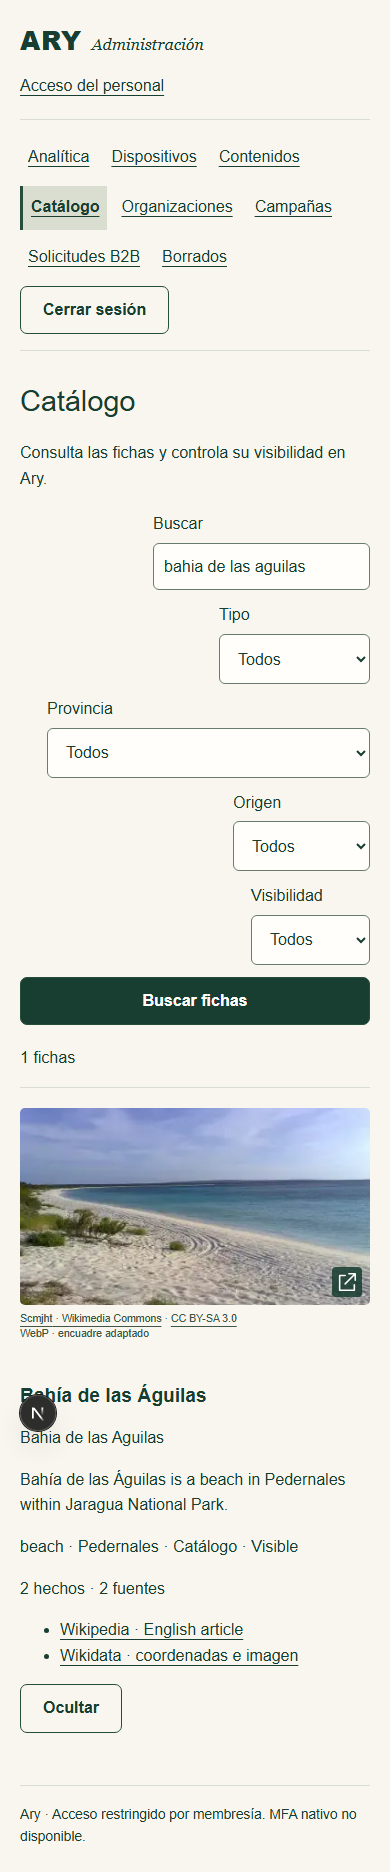 ARY Administración
Acceso del personal
Analítica Dispositivos Contenidos
Catálogo Organizaciones Campañas
Solicitudes B2B Borrados
Cerrar sesión
Catálogo
Consulta las fichas y controla su visibilidad en
Ary.
Buscar
bahia de las aguilas
Tipo
Todos
Provincia
Todos
Origen
Todos
Visibilidad
Todos
Buscar fichas
1 fichas
Scmjht · Wikimedia Commons · CC BY-SA 3.0
WebP · encuadre adaptado
Bahía de las Águilas
N
Bahia de las Aguilas
Bahía de las Águilas is a beach in Pedernales
within Jaragua National Park.
beach · Pedernales · Catálogo · Visible
2 hechos · 2 fuentes
Wikipedia · English article
Wikidata · coordenadas e imagen
Ocultar
Ary · Acceso restringido por membresía. MFA nativo no
disponible.